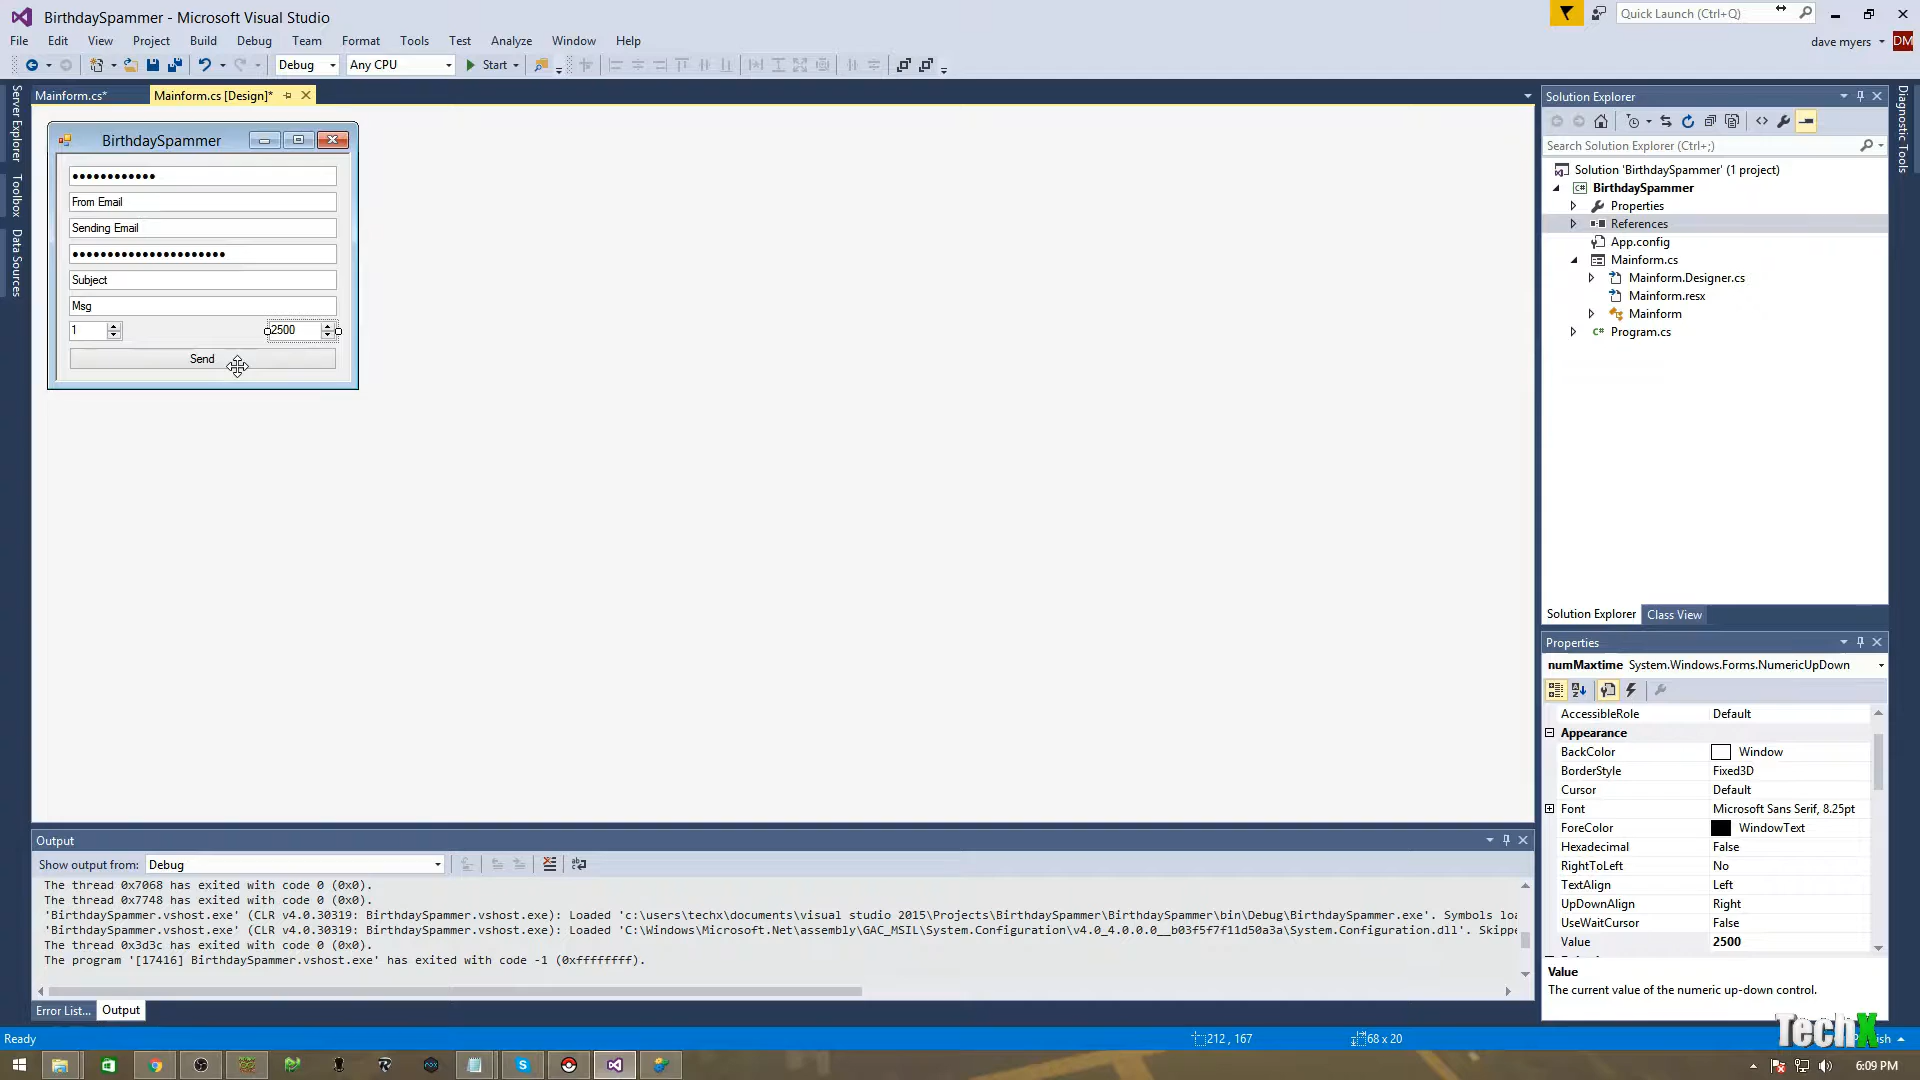 BirthdaySpammer - Microsoft Visual Studio
Quick Launch (Ctrl+Q)
File Edit View Project Build Debug Team Format Tools Test Analyze Window Help
dave myers DM
Debug Any CPU Start
Mainform.cs* Mainform.cs [Design]*
Server Explorer
Toolbox
Data Sources
BirthdaySpammer
••••••••••••
From Email
Sending Email
••••••••••••••••••••••
Subject
Msg
1 2500
Send
Solution Explorer
Search Solution Explorer (Ctrl+;)
Solution 'BirthdaySpammer' (1 project)
BirthdaySpammer
Properties
References
App.config
Mainform.cs
Mainform.Designer.cs
Mainform.resx
Mainform
Program.cs
Diagnostic Tools
Solution Explorer Class View
Properties
numMaxtime System.Windows.Forms.NumericUpDown
AccessibleRole Default
Appearance
BackColor Window
BorderStyle Fixed3D
Cursor Default
Font Microsoft Sans Serif, 8.25pt
ForeColor WindowText
Hexadecimal False
RightToLeft No
TextAlign Left
UpDownAlign Right
UseWaitCursor False
Value 2500
Value
The current value of the numeric up-down control.
Output
Show output from: Debug
The thread 0x7068 has exited with code 0 (0x0).
The thread 0x7748 has exited with code 0 (0x0).
'BirthdaySpammer.vshost.exe' (CLR v4.0.30319: BirthdaySpammer.vshost.exe): Loaded 'c:\users\techx\documents\visual studio 2015\Projects\BirthdaySpammer\BirthdaySpammer\bin\Debug\BirthdaySpammer.exe'. Symbols loa
'BirthdaySpammer.vshost.exe' (CLR v4.0.30319: BirthdaySpammer.vshost.exe): Loaded 'C:\Windows\Microsoft.Net\assembly\GAC_MSIL\System.Configuration\v4.0_4.0.0.0__b03f5f7f11d50a3a\System.Configuration.dll'. Skippe
The thread 0x3d3c has exited with code 0 (0x0).
The program '[17416] BirthdaySpammer.vshost.exe' has exited with code -1 (0xffffffff).
Error List... Output
Ready 212 , 167 68 x 20
TechX
6:09 PM